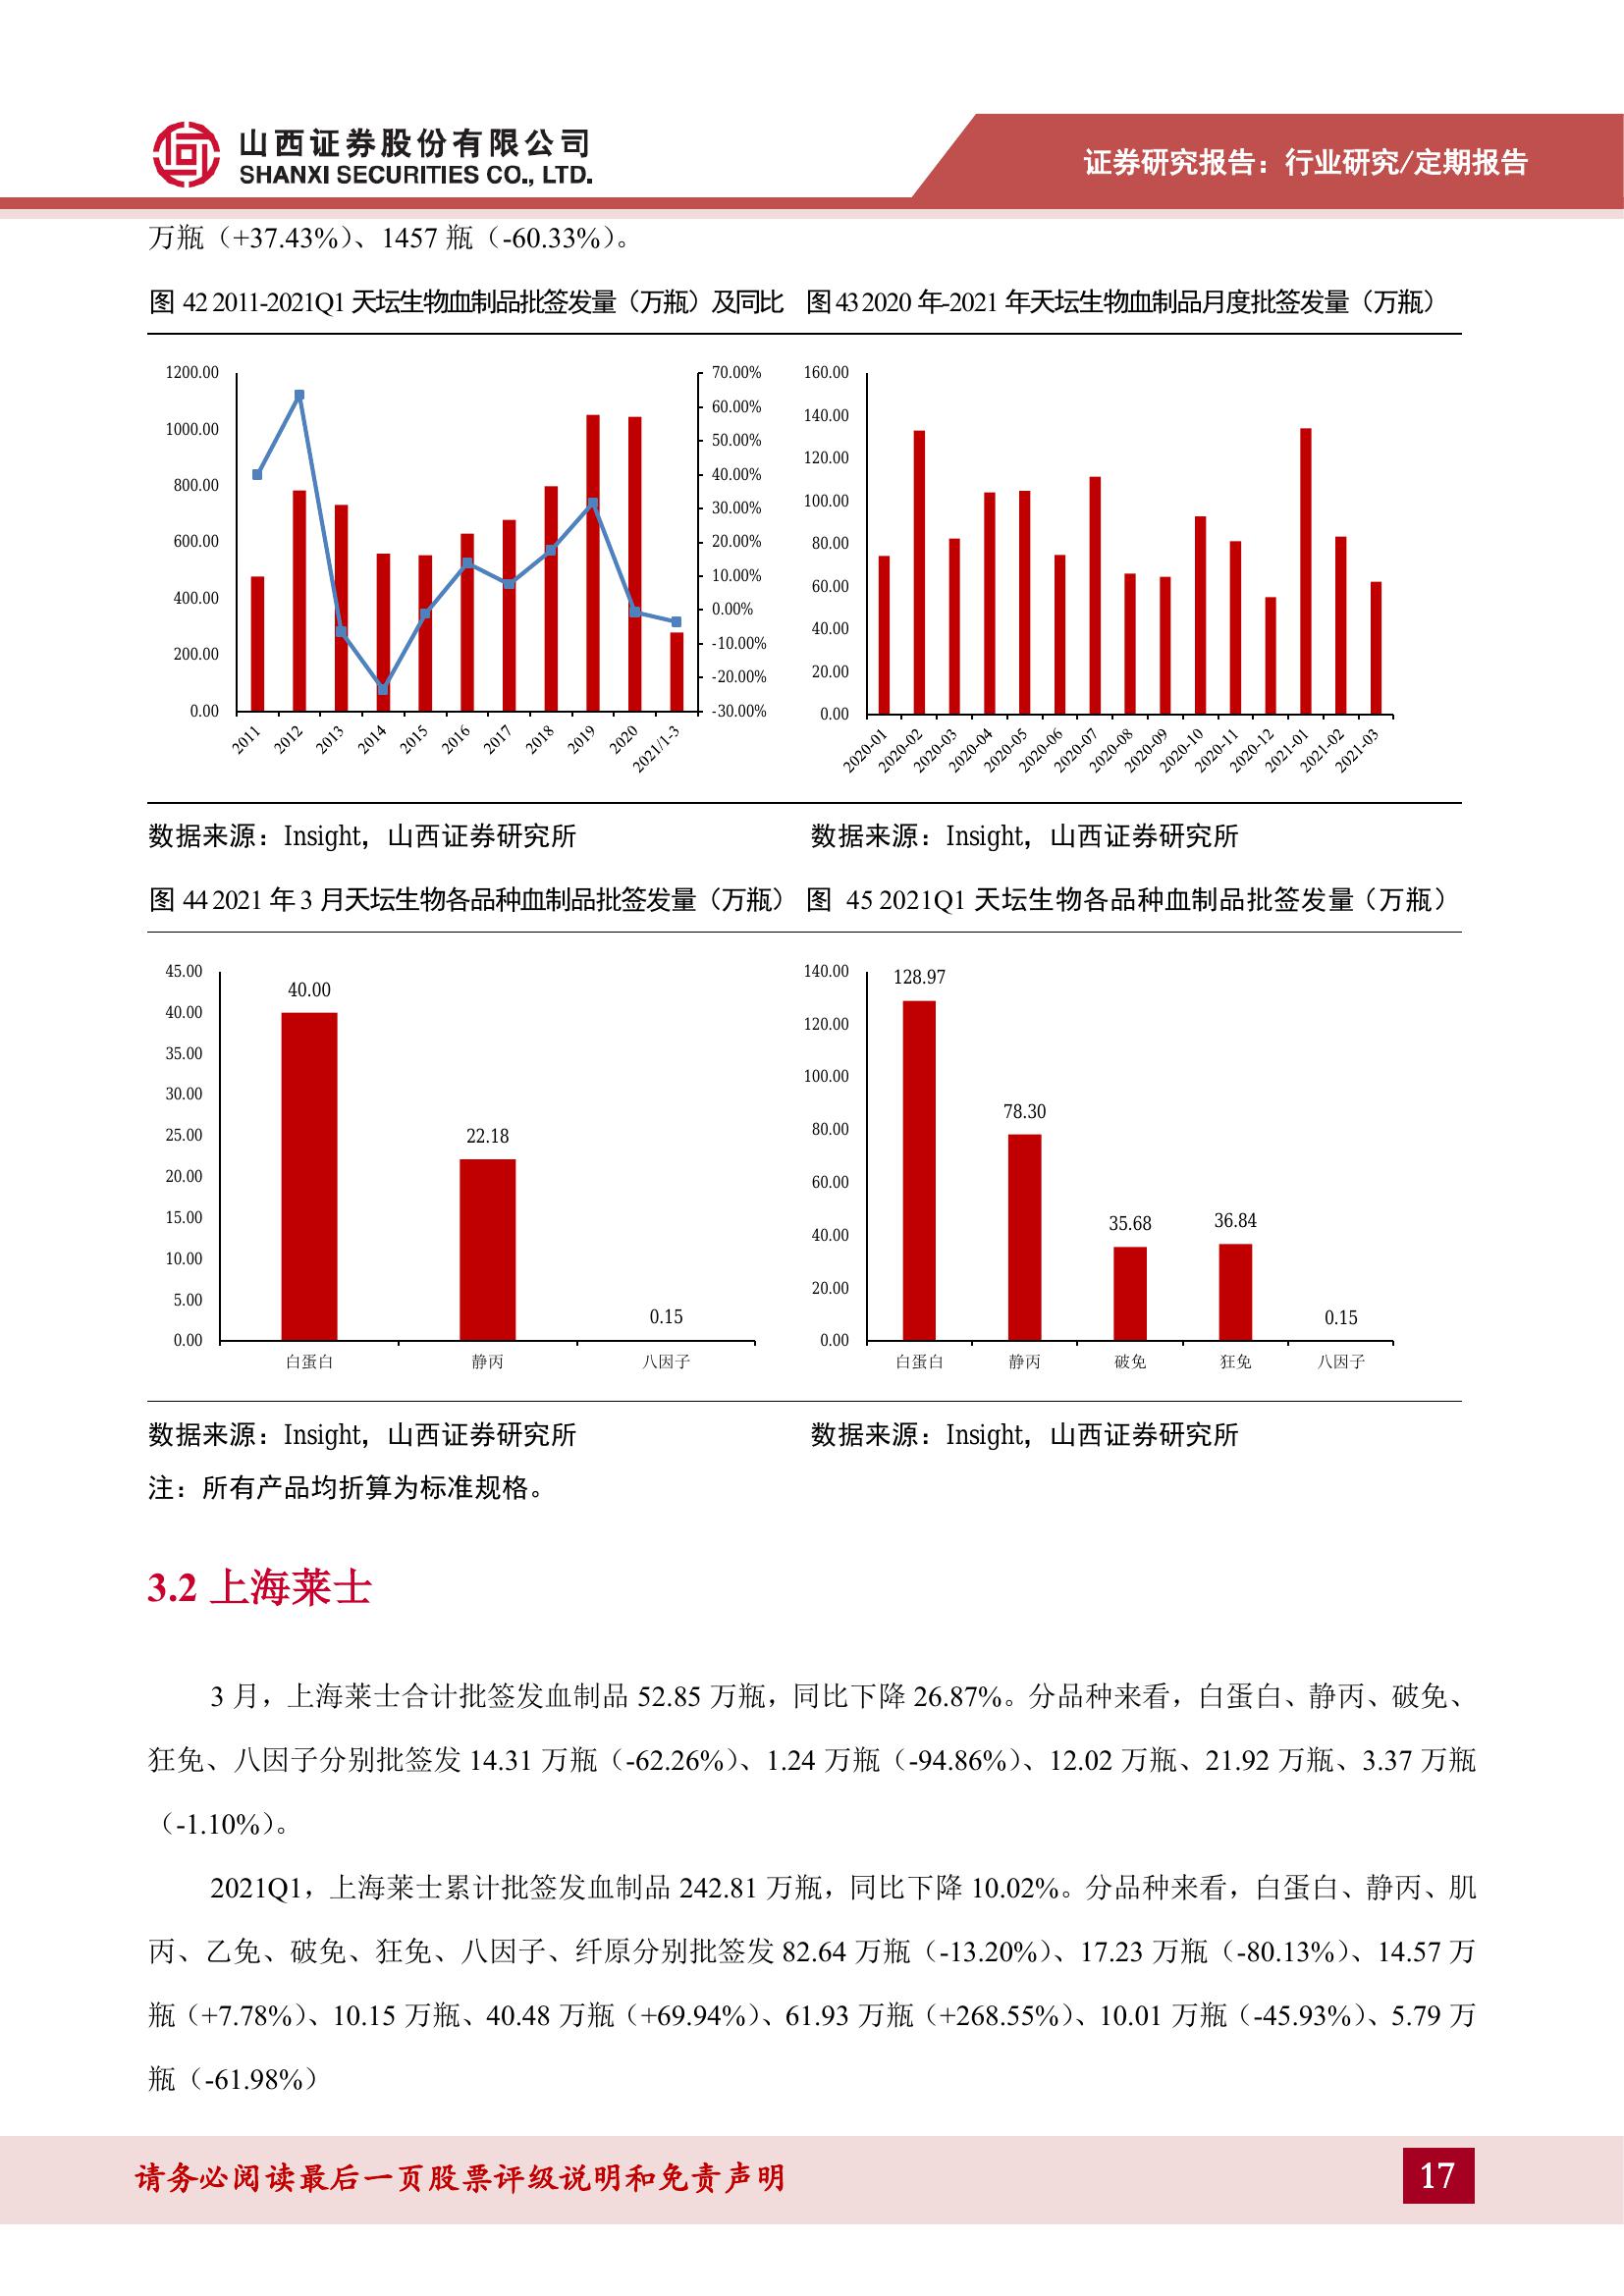 山西证券股份有限公司
SHANXI SECURITIES CO., LTD.
证券研究报告：行业研究/定期报告
万瓶（+37.43%）、1457 瓶（-60.33%）。
图 42 2011-2021Q1 天坛生物血制品批签发量（万瓶）及同比
图 43 2020 年-2021 年天坛生物血制品月度批签发量（万瓶）
1200.00
1000.00
800.00
600.00
400.00
200.00
0.00
70.00%
60.00%
50.00%
40.00%
30.00%
20.00%
10.00%
0.00%
-10.00%
-20.00%
-30.00%
2011 2012 2013 2014 2015 2016 2017 2018 2019 2020 2021/1-3
160.00
140.00
120.00
100.00
80.00
60.00
40.00
20.00
0.00
2020-01 2020-02 2020-03 2020-04 2020-05 2020-06 2020-07 2020-08 2020-09 2020-10 2020-11 2020-12 2021-01 2021-02 2021-03
数据来源：Insight，山西证券研究所
数据来源：Insight，山西证券研究所
图 44 2021 年 3 月天坛生物各品种血制品批签发量（万瓶）
图 45 2021Q1 天坛生物各品种血制品批签发量（万瓶）
45.00
40.00
35.00
30.00
25.00
20.00
15.00
10.00
5.00
0.00
40.00
22.18
0.15
白蛋白 静丙 八因子
140.00
120.00
100.00
80.00
60.00
40.00
20.00
0.00
128.97
78.30
35.68
36.84
0.15
白蛋白 静丙 破免 狂免 八因子
数据来源：Insight，山西证券研究所
数据来源：Insight，山西证券研究所
注：所有产品均折算为标准规格。
3.2 上海莱士
3 月，上海莱士合计批签发血制品 52.85 万瓶，同比下降 26.87%。分品种来看，白蛋白、静丙、破免、
狂免、八因子分别批签发 14.31 万瓶（-62.26%）、1.24 万瓶（-94.86%）、12.02 万瓶、21.92 万瓶、3.37 万瓶
（-1.10%）。
2021Q1，上海莱士累计批签发血制品 242.81 万瓶，同比下降 10.02%。分品种来看，白蛋白、静丙、肌
丙、乙免、破免、狂免、八因子、纤原分别批签发 82.64 万瓶（-13.20%）、17.23 万瓶（-80.13%）、14.57 万
瓶（+7.78%）、10.15 万瓶、40.48 万瓶（+69.94%）、61.93 万瓶（+268.55%）、10.01 万瓶（-45.93%）、5.79 万
瓶（-61.98%）
请务必阅读最后一页股票评级说明和免责声明
17